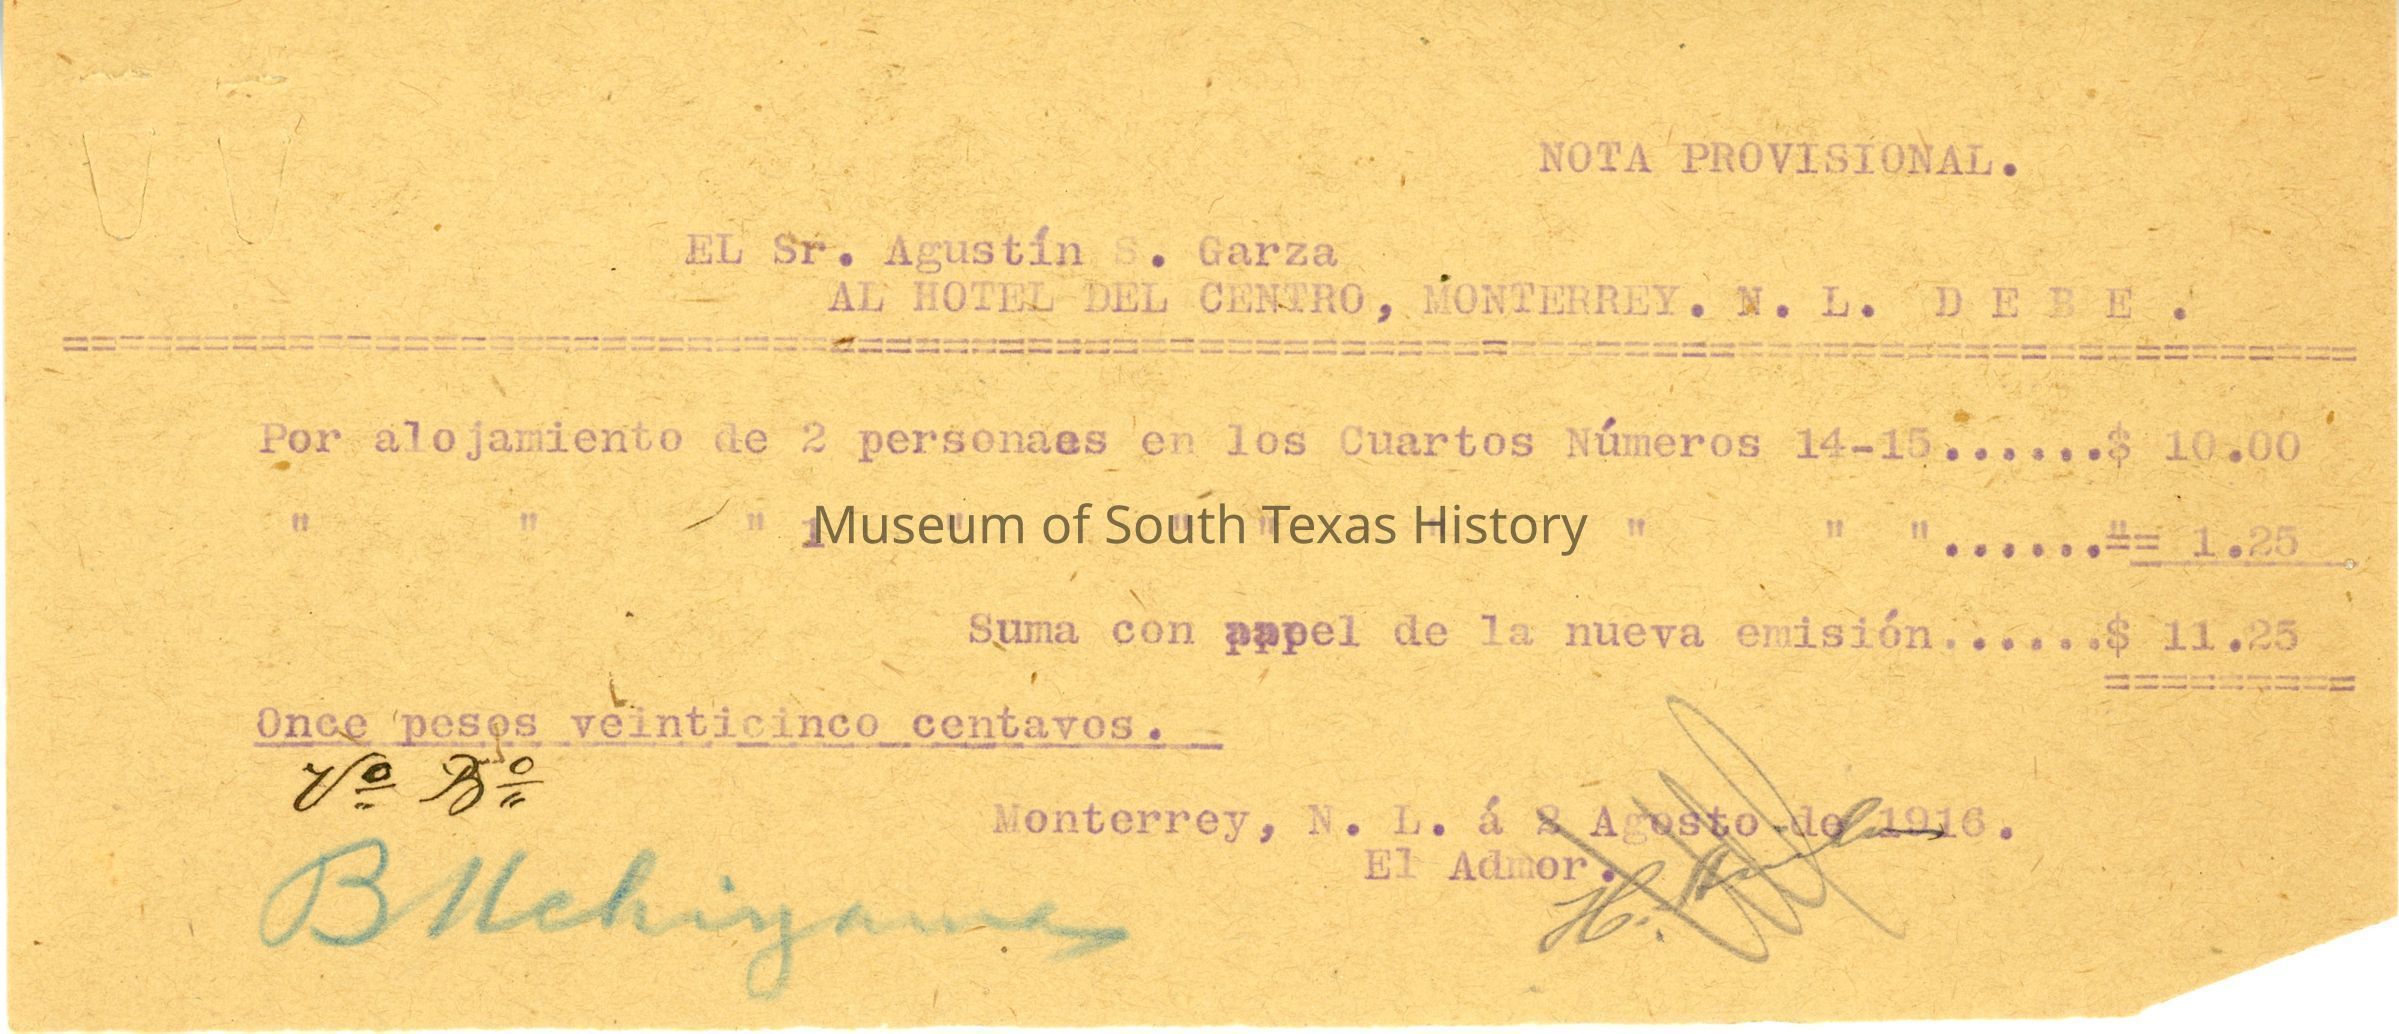 NOTA PROVISIONAL.
EL Sr. Agustín S. Garza
AL HOTEL DEL CENTRO, MONTERREY. N. L. D E B E .
==================================================
Por alojamiento de 2 personaes en los Cuartos Números 14-15......$ 10.00
" " " 1 " " " " " " "......"== 1.25
Museum of South Texas History
Suma con pppel de la nueva emisión......$ 11.25
=========
Once pesos veinticinco centavos.
Vo Bo
Monterrey, N. L. á 2 Agosto de 1916.
El Admor.
B Uchiyama
H.